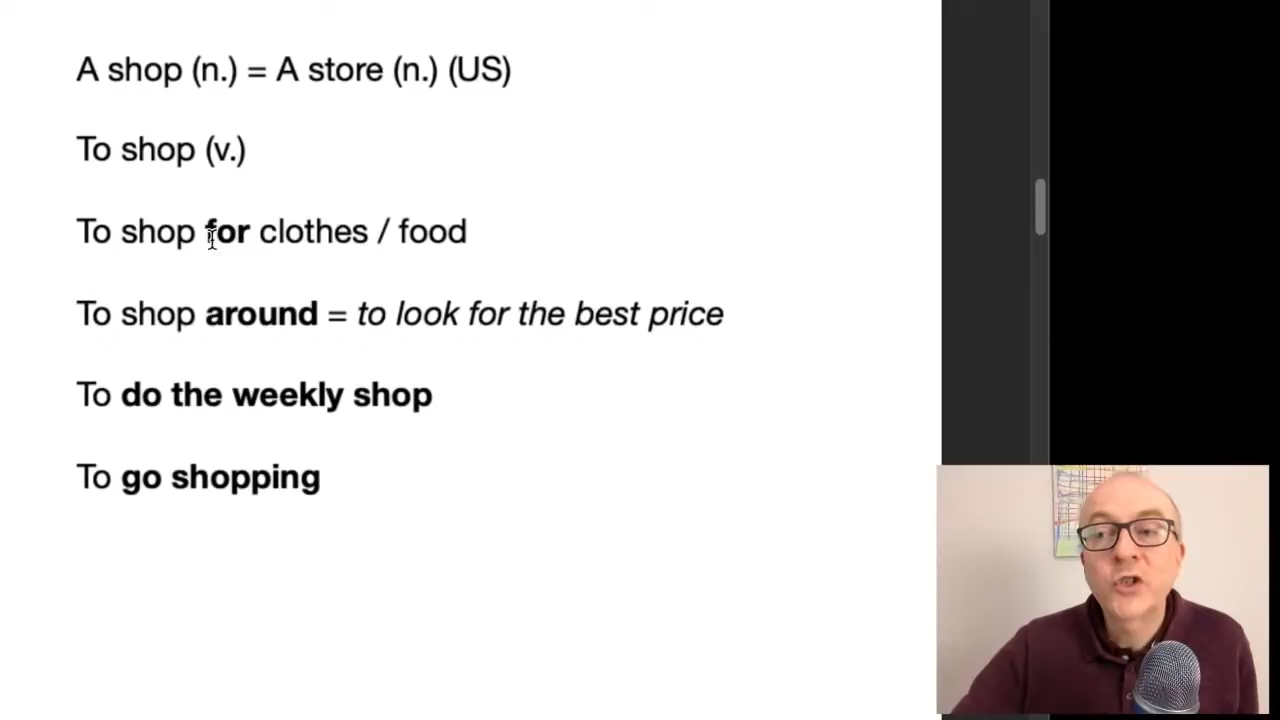 A shop (n.) = A store (n.) (US)
To shop (v.)
To shop for clothes / food
To shop around = to look for the best price
To do the weekly shop
To go shopping